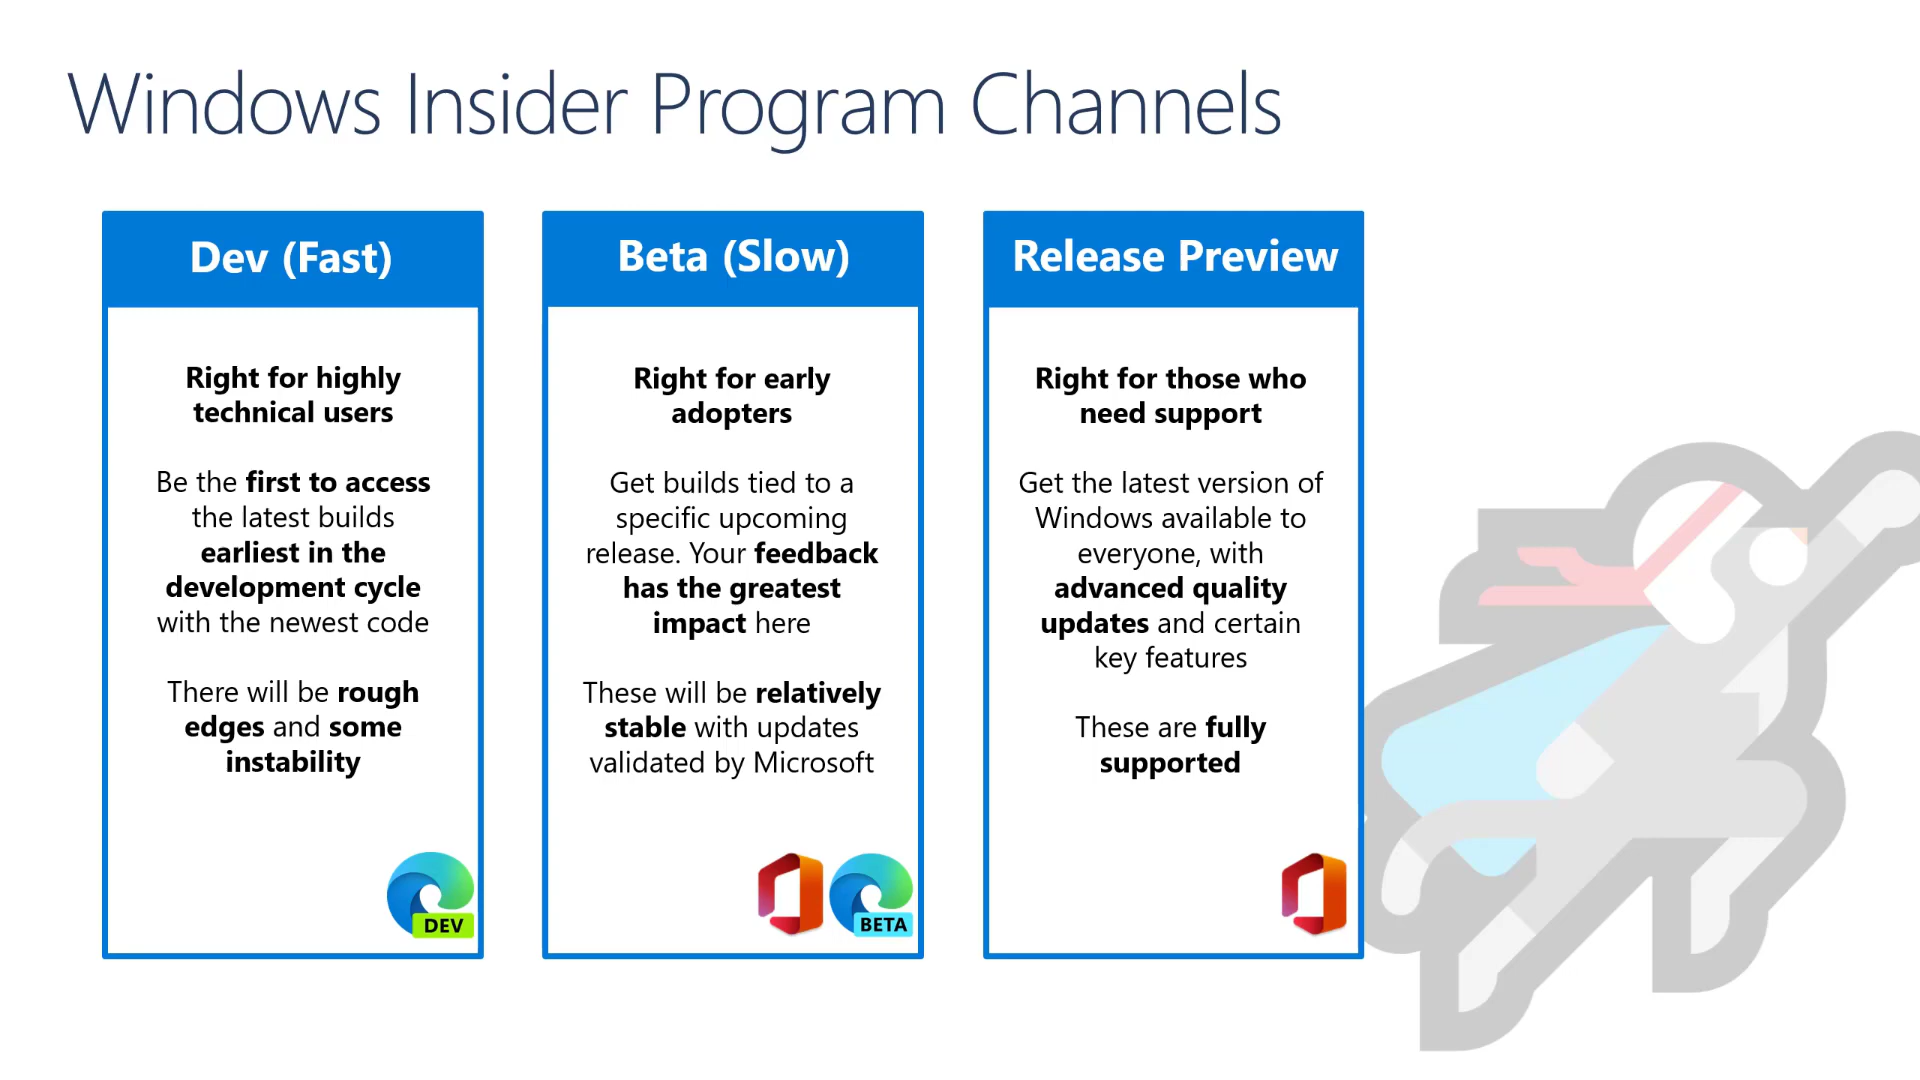 Windows Insider Program Channels
Dev (Fast)
Right for highly
technical users
Be the first to access
the latest builds
earliest in the
development cycle
with the newest code
There will be rough
edges and some
instability
DEV
Beta (Slow)
Right for early
adopters
Get builds tied to a
specific upcoming
release. Your feedback
has the greatest
impact here
These will be relatively
stable with updates
validated by Microsoft
BETA
Release Preview
Right for those who
need support
Get the latest version of
Windows available to
everyone, with
advanced quality
updates and certain
key features
These are fully
supported